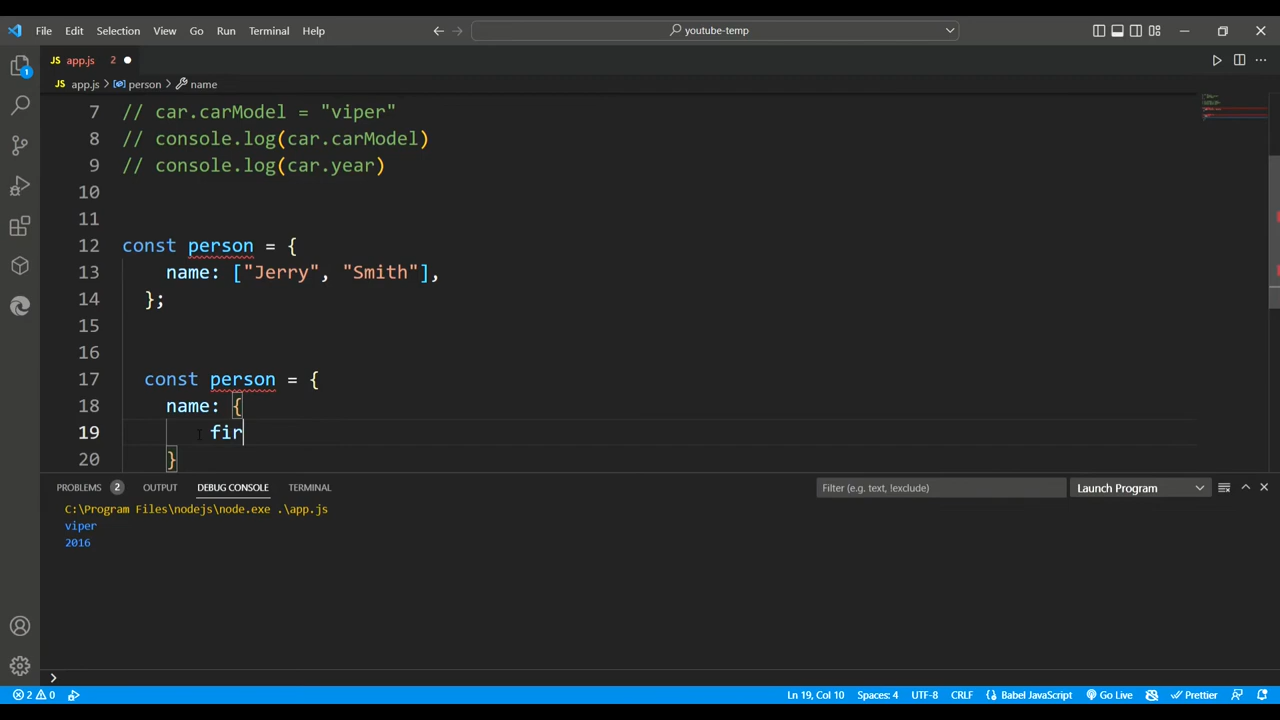 File Edit Selection View Go Run Terminal Help youtube-temp
JS app.js 2
JS app.js > person > name
7 // car.carModel = "viper"
8 // console.log(car.carModel)
9 // console.log(car.year)
10
11
12 const person = {
13 name: ["Jerry", "Smith"],
14 };
15
16
17 const person = {
18 name: {
19 fir
20 }
PROBLEMS 2 OUTPUT DEBUG CONSOLE TERMINAL Filter (e.g. text, !exclude) Launch Program
C:\Program Files\nodejs\node.exe .\app.js
viper
2016
>
2 0 Ln 19, Col 10 Spaces: 4 UTF-8 CRLF Babel JavaScript Go Live Prettier
1